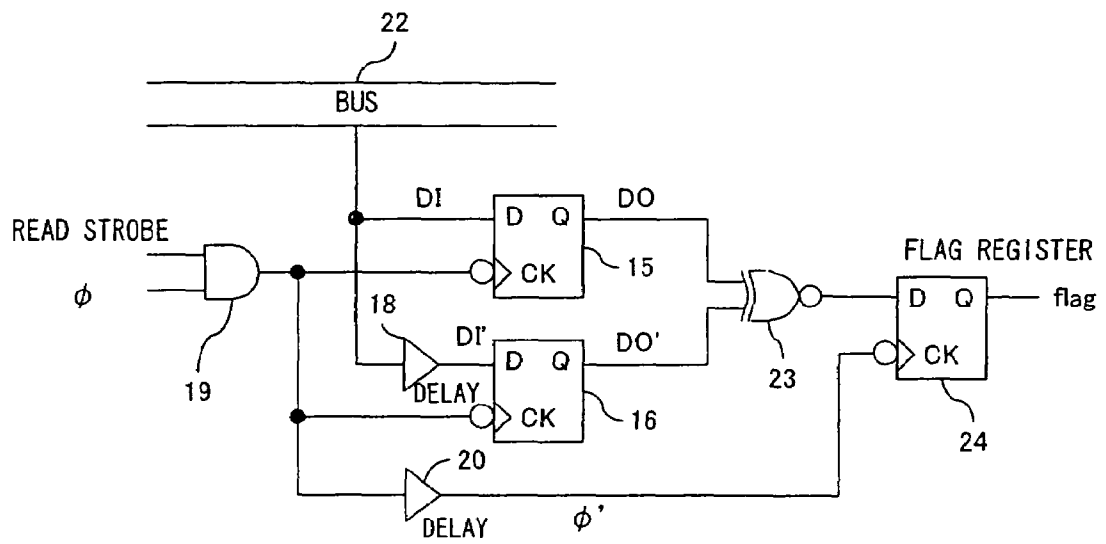 22
BUS
DI
D Q
DO
READ STROBE
CK
15
FLAG REGISTER
φ
19
18
DI'
D Q
DO'
23
D Q
flag
DELAY
CK
16
CK
24
20
DELAY
φ'